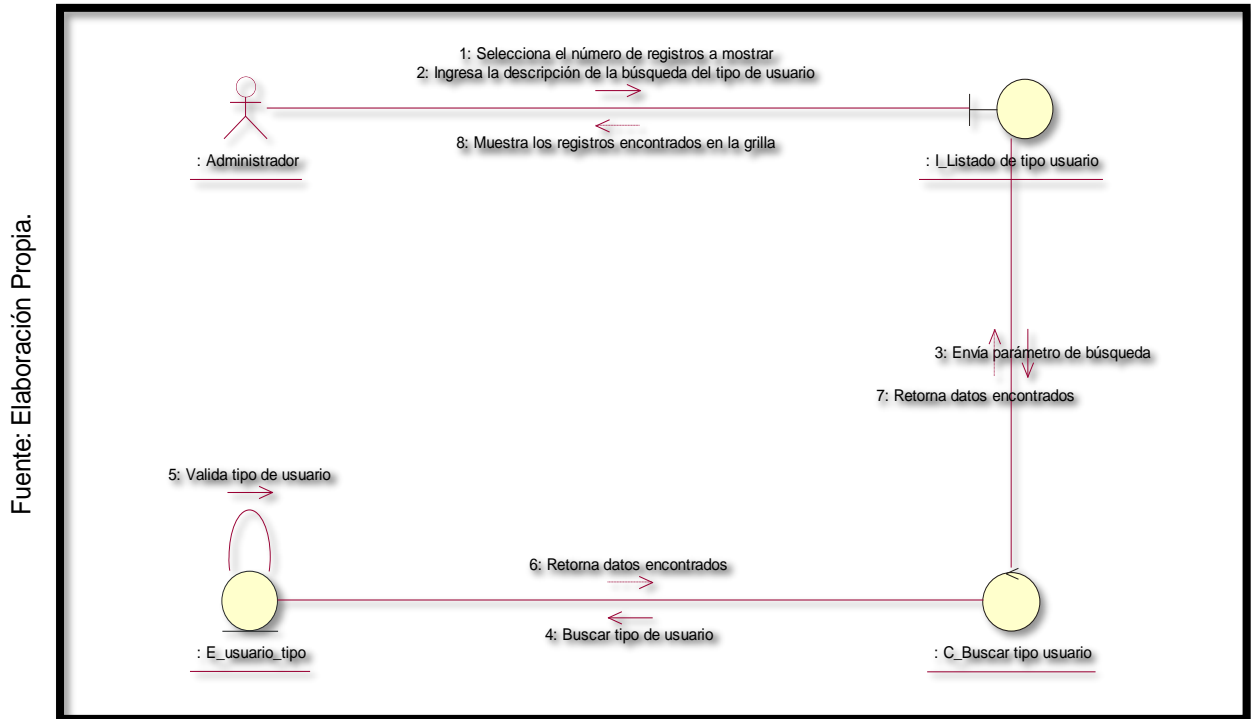 1: Selecciona el número de registros a mostrar
2: Ingresa la descripción de la búsqueda del tipo de usuario
8: Muestra los registros encontrados en la grilla
: Administrador
: I_Listado de tipo usuario
3: Envía parámetro de búsqueda
7: Retorna datos encontrados
5: Valida tipo de usuario
6: Retorna datos encontrados
4: Buscar tipo de usuario
: E_usuario_tipo
: C_Buscar tipo usuario
Fuente: Elaboración Propia.